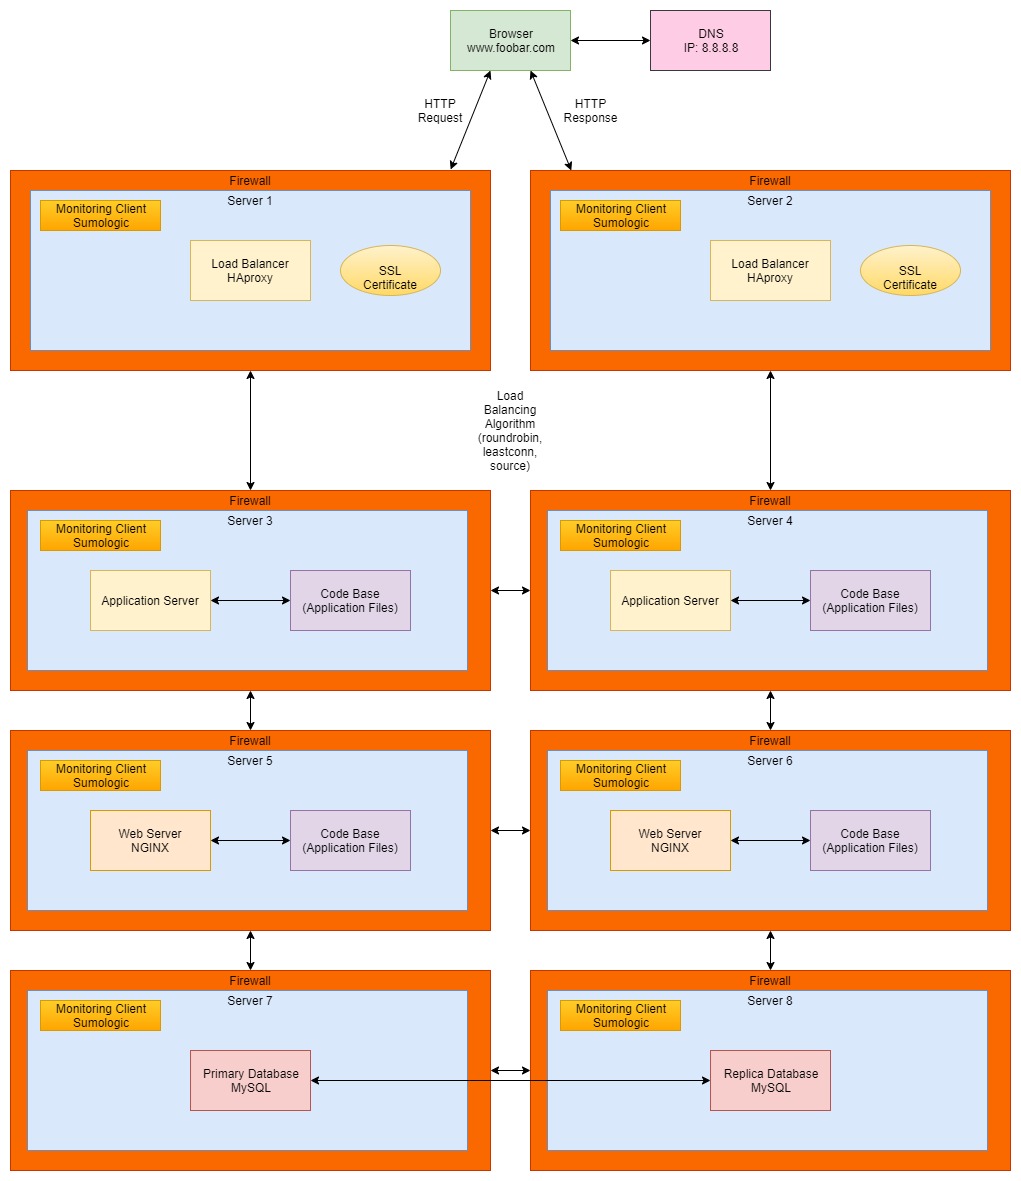 Browser
www.foobar.com
DNS
IP: 8.8.8.8
HTTP
Request
HTTP
Response
Firewall
Server 1
Monitoring Client
Sumologic
Load Balancer
HAproxy
SSL
Certificate
Firewall
Server 2
Monitoring Client
Sumologic
Load Balancer
HAproxy
SSL
Certificate
Load
Balancing
Algorithm
(roundrobin,
leastconn,
source)
Firewall
Server 3
Monitoring Client
Sumologic
Application Server
Code Base
(Application Files)
Firewall
Server 4
Monitoring Client
Sumologic
Application Server
Code Base
(Application Files)
Firewall
Server 5
Monitoring Client
Sumologic
Web Server
NGINX
Code Base
(Application Files)
Firewall
Server 6
Monitoring Client
Sumologic
Web Server
NGINX
Code Base
(Application Files)
Firewall
Server 7
Monitoring Client
Sumologic
Primary Database
MySQL
Firewall
Server 8
Monitoring Client
Sumologic
Replica Database
MySQL